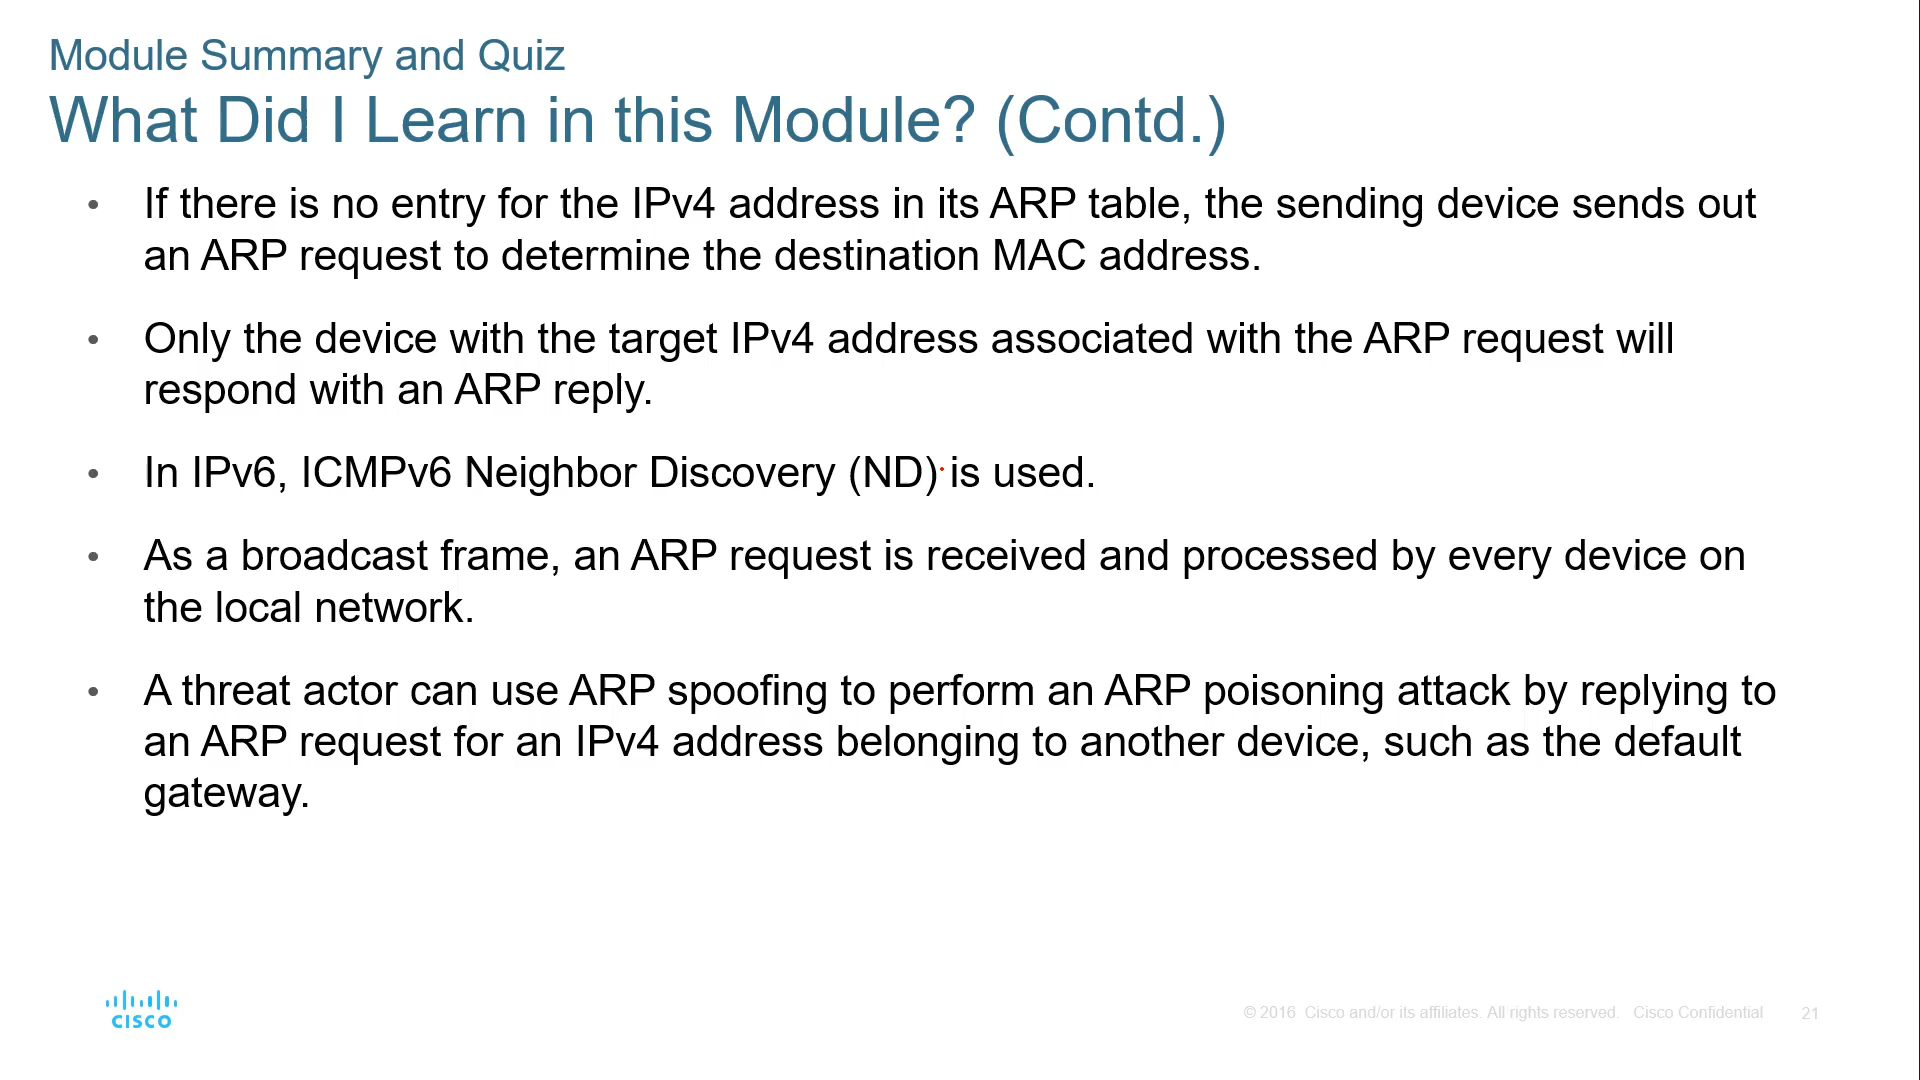 Module Summary and Quiz
What Did I Learn in this Module? (Contd.)
• If there is no entry for the IPv4 address in its ARP table, the sending device sends out
an ARP request to determine the destination MAC address.
• Only the device with the target IPv4 address associated with the ARP request will
respond with an ARP reply.
• In IPv6, ICMPv6 Neighbor Discovery (ND) is used.
• As a broadcast frame, an ARP request is received and processed by every device on
the local network.
• A threat actor can use ARP spoofing to perform an ARP poisoning attack by replying to
an ARP request for an IPv4 address belonging to another device, such as the default
gateway.
CISCO
© 2016 Cisco and/or its affiliates. All rights reserved. Cisco Confidential 21